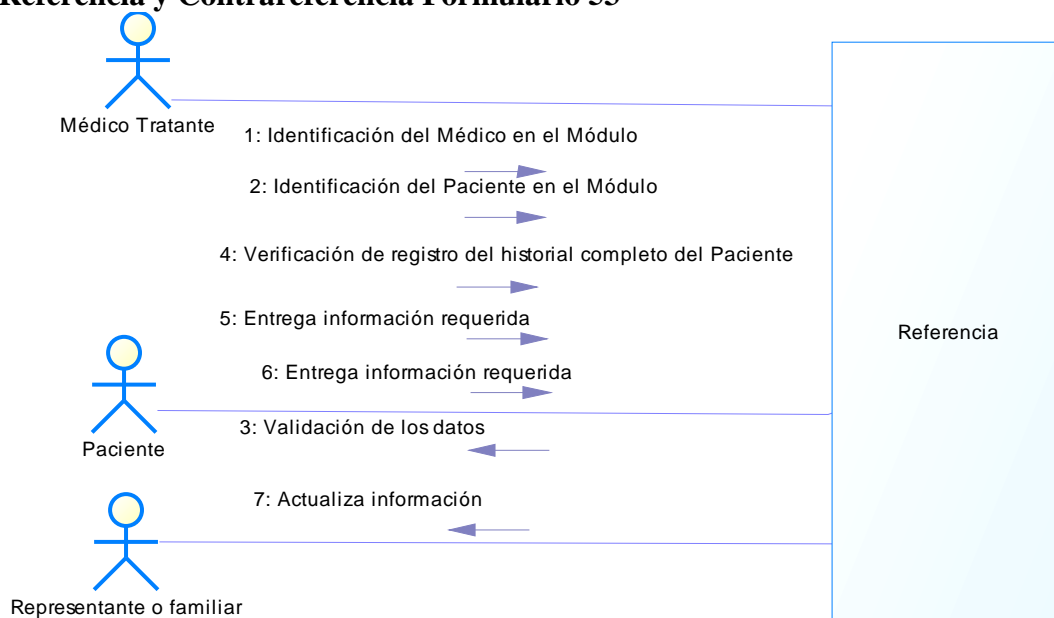 Referencia y Contrareferencia Formulario 53
Médico Tratante
1: Identificación del Médico en el Módulo
2: Identificación del Paciente en el Módulo
4: Verificación de registro del historial completo del Paciente
5: Entrega información requerida
Referencia
6: Entrega información requerida
3: Validación de los datos
Paciente
7: Actualiza información
Representante o familiar